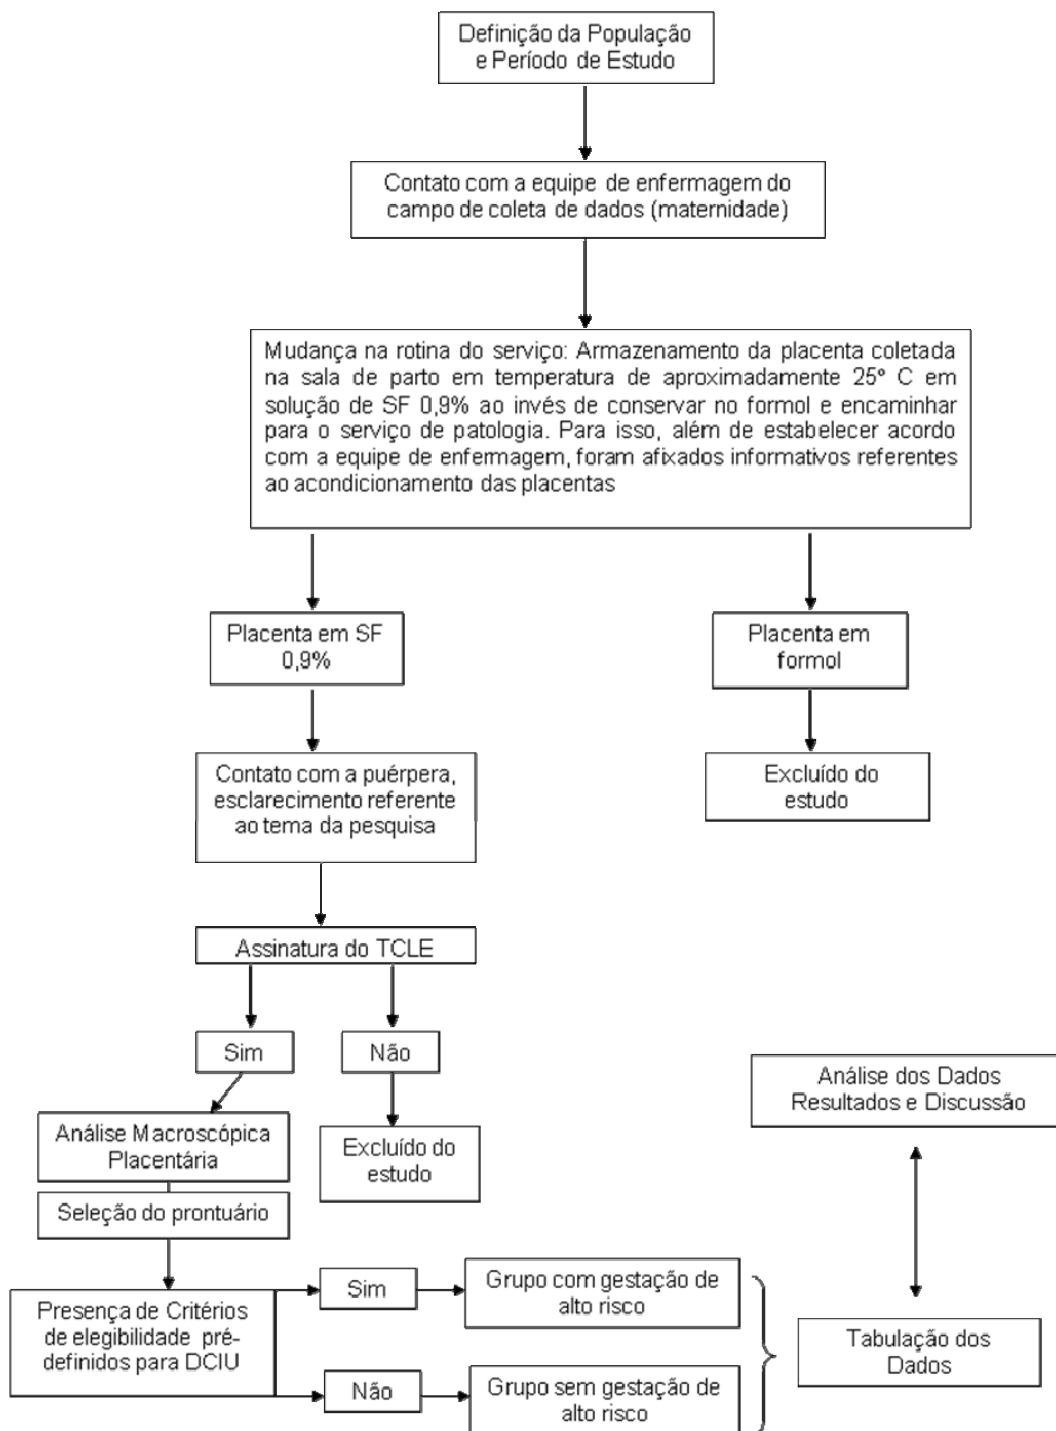 Definição da População
e Período de Estudo
Contato com a equipe de enfermagem do
campo de coleta de dados (maternidade)
Mudança na rotina do serviço: Armazenamento da placenta coletada
na sala de parto em temperatura de aproximadamente 25º C em
solução de SF 0,9% ao invés de conservar no formol e encaminhar
para o serviço de patologia. Para isso, além de estabelecer acordo
com a equipe de enfermagem, foram afixados informativos referentes
ao acondicionamento das placentas
Placenta em SF
0,9%
Placenta em
formol
Contato com a puérpera,
esclarecimento referente
ao tema da pesquisa
Excluído do
estudo
Assinatura do TCLE
Sim
Não
Análise Macroscópica
Placentária
Excluído do
estudo
Seleção do prontuário
Análise dos Dados
Resultados e Discussão
Presença de Critérios
de elegibilidade pré-
definidos para DCIU
Sim
Grupo com gestação de
alto risco
Não
Grupo sem gestação de
alto risco
Tabulação dos
Dados